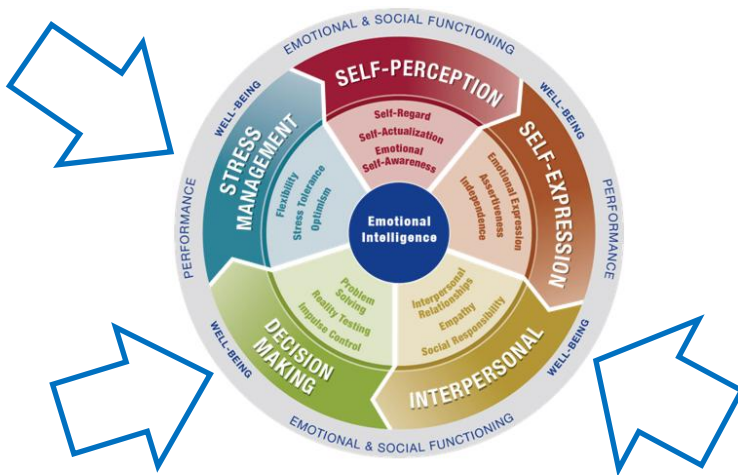 EMOTIONAL & SOCIAL FUNCTIONING
WELL-BEING
WELL-BEING
SELF-PERCEPTION
Self-Regard
Self-Actualization
Emotional
Self-Awareness
STRESS
MANAGEMENT
Flexibility
Stress Tolerance
Optimism
SELF-EXPRESSION
Emotional Expression
Assertiveness
Independence
PERFORMANCE
PERFORMANCE
Emotional
Intelligence
Problem
Solving
Reality Testing
Impulse Control
DECISION
MAKING
Interpersonal
Relationships
Empathy
Social Responsibility
INTERPERSONAL
WELL-BEING
WELL-BEING
EMOTIONAL & SOCIAL FUNCTIONING